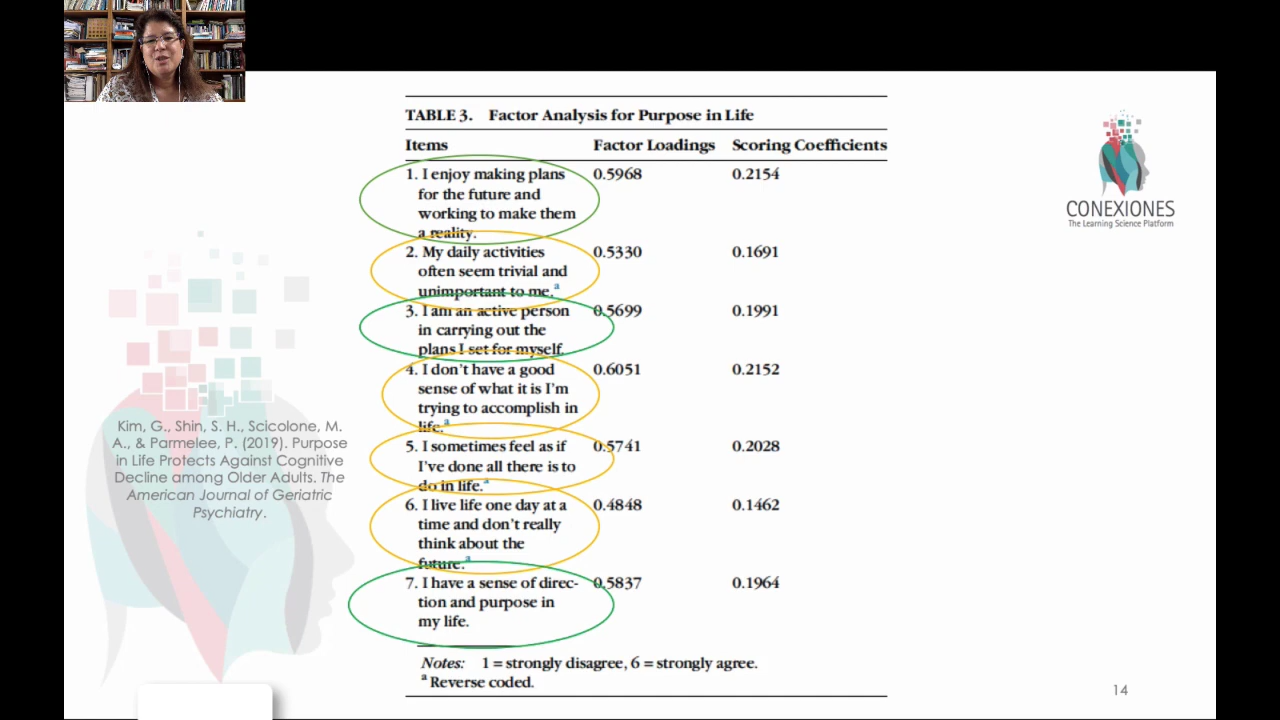 TABLE 3. Factor Analysis for Purpose in Life
Items Factor Loadings Scoring Coefficients
1. I enjoy making plans 0.5968 0.2154
for the future and
working to make them
a reality.
2. My daily activities 0.5330 0.1691
often seem trivial and
unimportant to me.a
3. I am an active person 0.5699 0.1991
in carrying out the
plans I set for myself.
4. I don't have a good 0.6051 0.2152
sense of what it is I'm
trying to accomplish in
life.a
5. I sometimes feel as if 0.5741 0.2028
I've done all there is to
do in life.a
6. I live life one day at a 0.4848 0.1462
time and don't really
think about the
future.a
7. I have a sense of direc- 0.5837 0.1964
tion and purpose in
my life.
Notes: 1 = strongly disagree, 6 = strongly agree.
a Reverse coded.
Kim, G., Shin, S. H., Scicolone, M.
A., & Parmelee, P. (2019). Purpose
in Life Protects Against Cognitive
Decline among Older Adults. The
American Journal of Geriatric
Psychiatry.
CONEXIONES
The Learning Science Platform
14